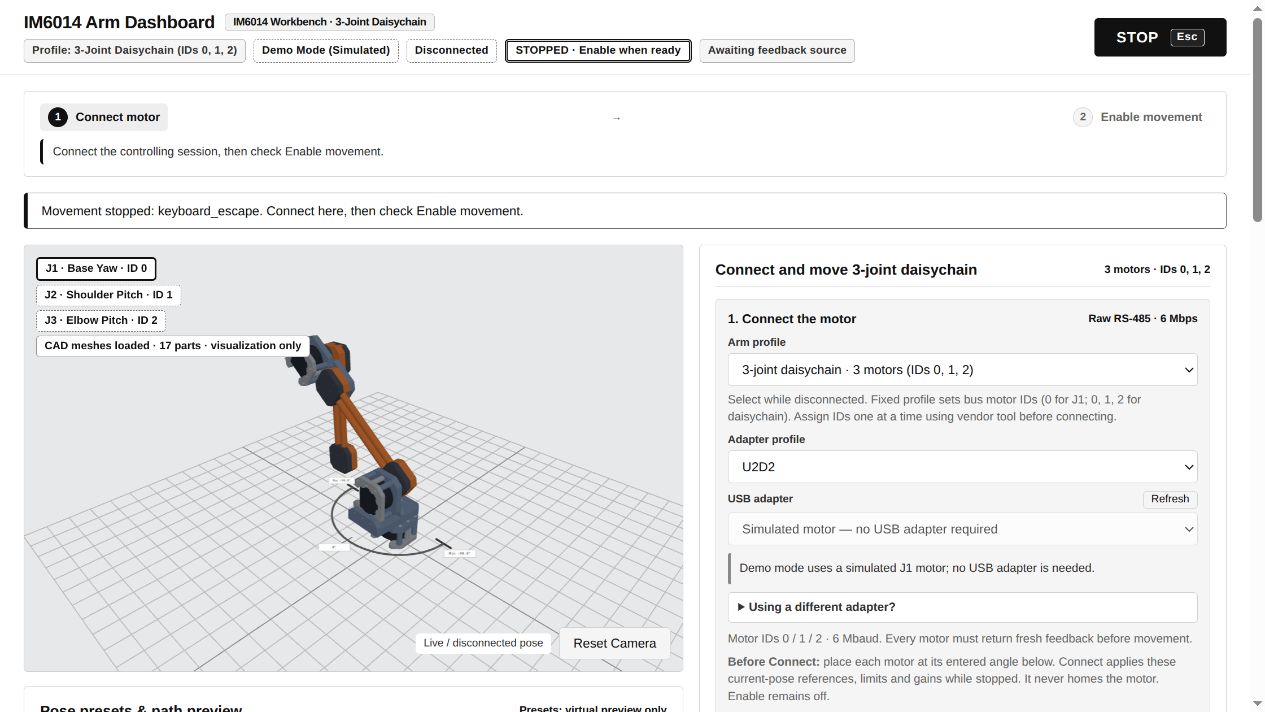 IM6014 Arm Dashboard
IM6014 Workbench · 3-Joint Daisychain
Profile: 3-Joint Daisychain (IDs 0, 1, 2)
Demo Mode (Simulated)
Disconnected
STOPPED · Enable when ready
Awaiting feedback source
STOP Esc
1 Connect motor
→
2 Enable movement
Connect the controlling session, then check Enable movement.
Movement stopped: keyboard_escape. Connect here, then check Enable movement.
J1 · Base Yaw · ID 0
J2 · Shoulder Pitch · ID 1
J3 · Elbow Pitch · ID 2
CAD meshes loaded · 17 parts · visualization only
Live / disconnected pose
Reset Camera
Pose presets & path preview
Presets: virtual preview only
Connect and move 3-joint daisychain
3 motors · IDs 0, 1, 2
1. Connect the motor
Raw RS-485 · 6 Mbps
Arm profile
3-joint daisychain · 3 motors (IDs 0, 1, 2)
Select while disconnected. Fixed profile sets bus motor IDs (0 for J1; 0, 1, 2 for
daisychain). Assign IDs one at a time using vendor tool before connecting.
Adapter profile
U2D2
USB adapter
Refresh
Simulated motor — no USB adapter required
Demo mode uses a simulated J1 motor; no USB adapter is needed.
Using a different adapter?
Motor IDs 0 / 1 / 2 · 6 Mbaud. Every motor must return fresh feedback before movement.
Before Connect: place each motor at its entered angle below. Connect applies these
current-pose references, limits and gains while stopped. It never homes the motor.
Enable remains off.